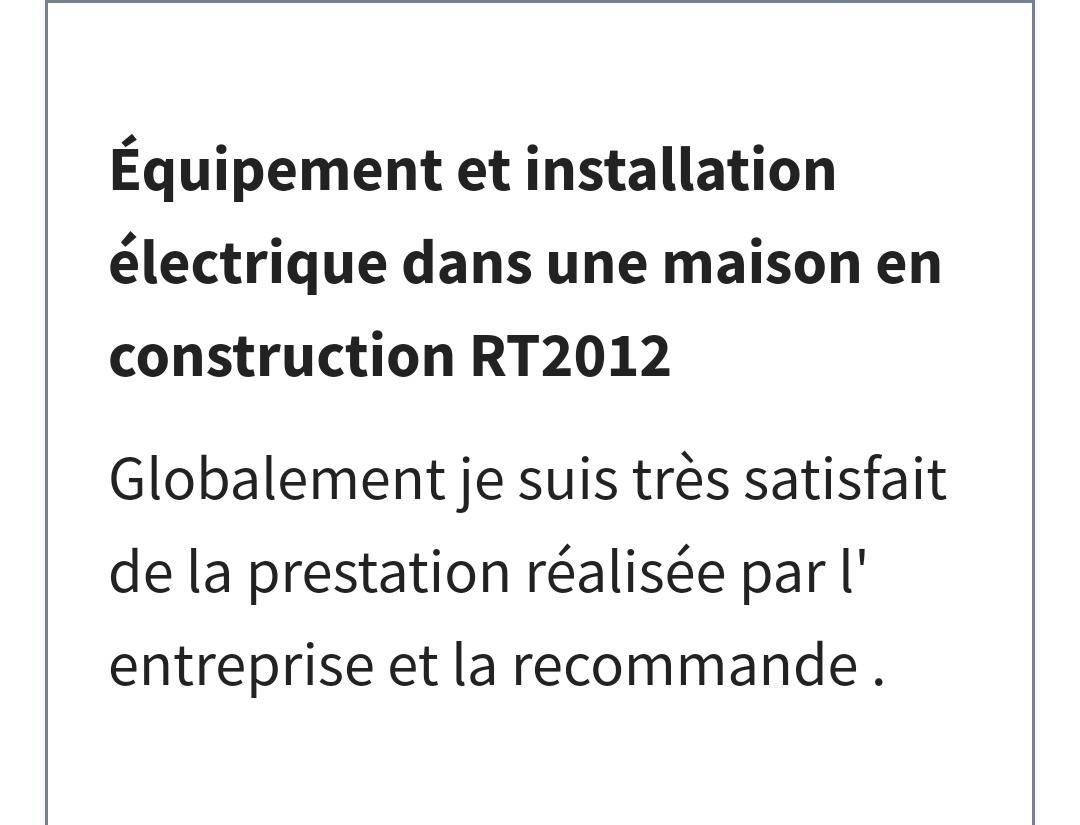 Équipement et installation
électrique dans une maison en
construction RT2012
Globalement je suis très satisfait
de la prestation réalisée par l'
entreprise et la recommande .